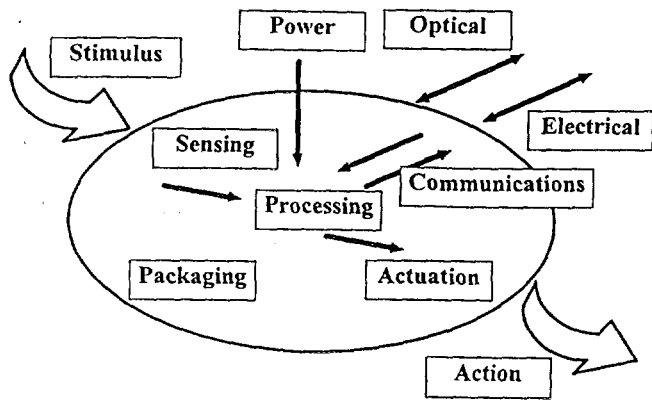 Power
Optical
Stimulus
Electrical
Sensing
Communications
Processing
Packaging
Actuation
Action